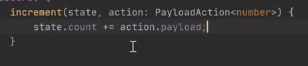 increment(state, action: PayloadAction<number>) {
state.count += action.payload;
}